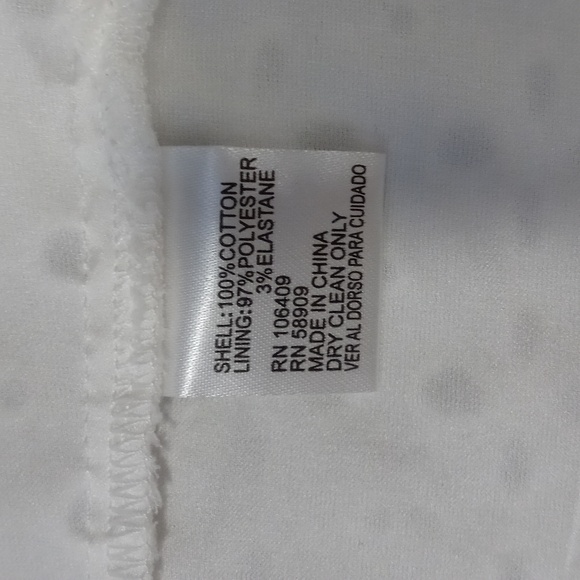 SHELL:100%COTTON
LINING:97%POLYESTER
3%ELASTANE
RN 106409
RN 58909
MADE IN CHINA
DRY CLEAN ONLY
VER AL DORSO PARA CUIDADO